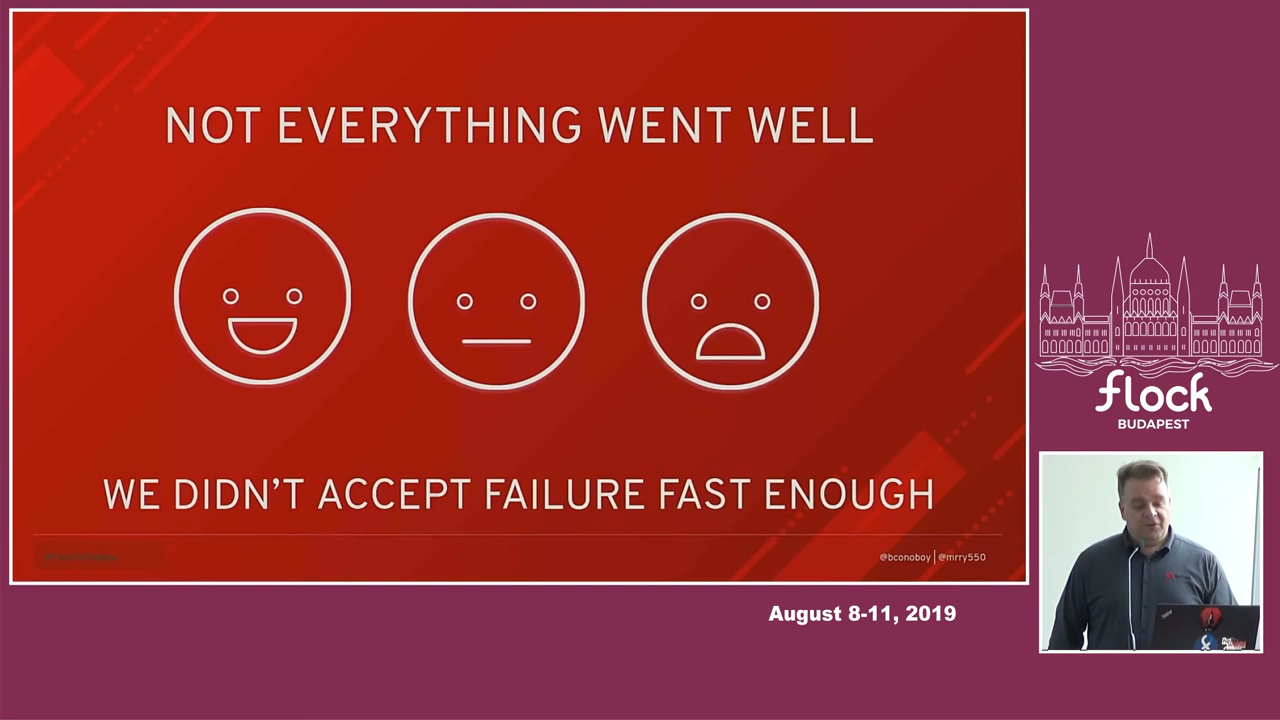 NOT EVERYTHING WENT WELL
WE DIDN'T ACCEPT FAILURE FAST ENOUGH
@bconoboy | @mrry550
flock
BUDAPEST
August 8-11, 2019